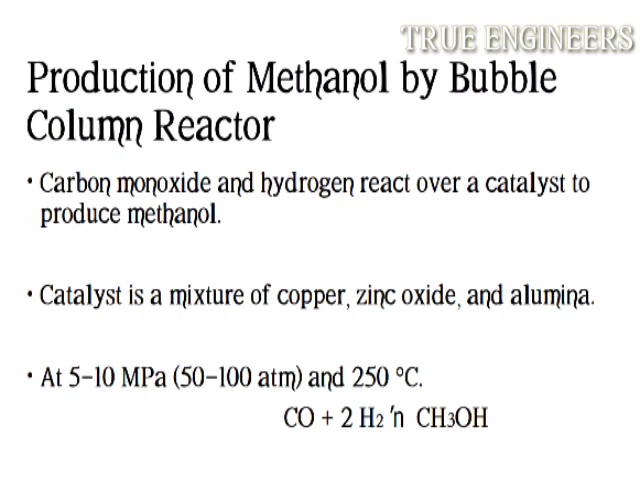 TRUE ENGINEERS
Production of Methanol by Bubble
Column Reactor
• Carbon monoxide and hydrogen react over a catalyst to
produce methanol.
• Catalyst is a mixture of copper, zinc oxide, and alumina.
• At 5–10 MPa (50–100 atm) and 250 °C.
CO + 2 H2 'n CH3OH